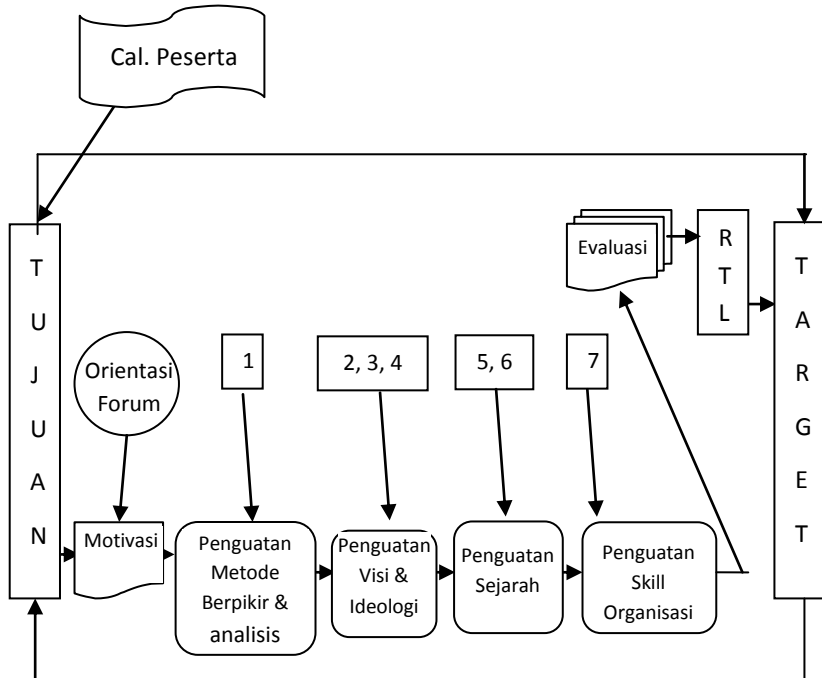 Cal. Peserta
T
U
J
U
A
N
Orientasi
Forum
Motivasi
1
Penguatan
Metode
Berpikir &
analisis
2, 3, 4
Penguatan
Visi &
Ideologi
5, 6
Penguatan
Sejarah
7
Penguatan
Skill
Organisasi
Evaluasi
R
T
L
T
A
R
G
E
T